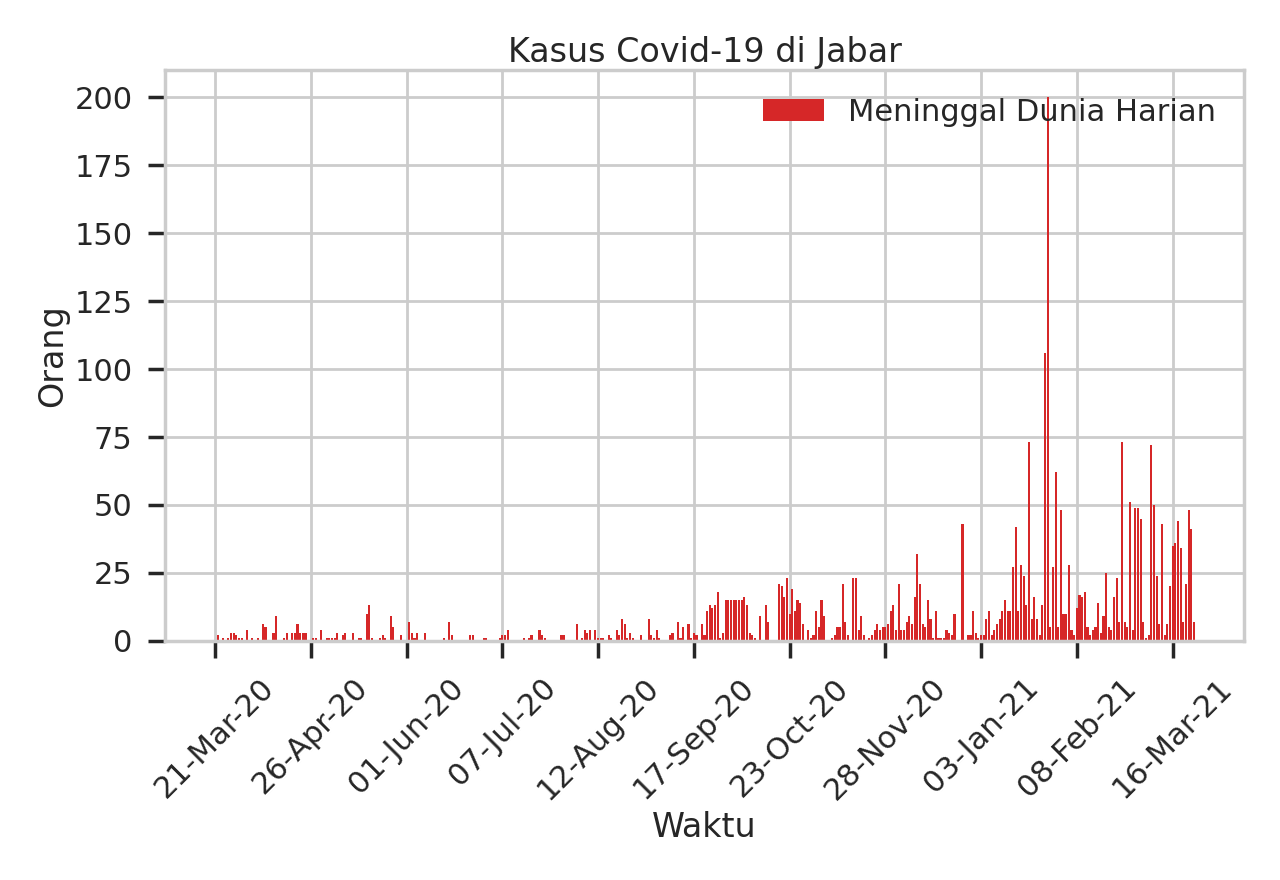 Kasus Covid-19 di Jabar
Meninggal Dunia Harian
200
175
150
125
100
75
50
25
0
Orang
21-Mar-20
26-Apr-20
01-Jun-20
07-Jul-20
12-Aug-20
17-Sep-20
23-Oct-20
28-Nov-20
03-Jan-21
08-Feb-21
16-Mar-21
Waktu